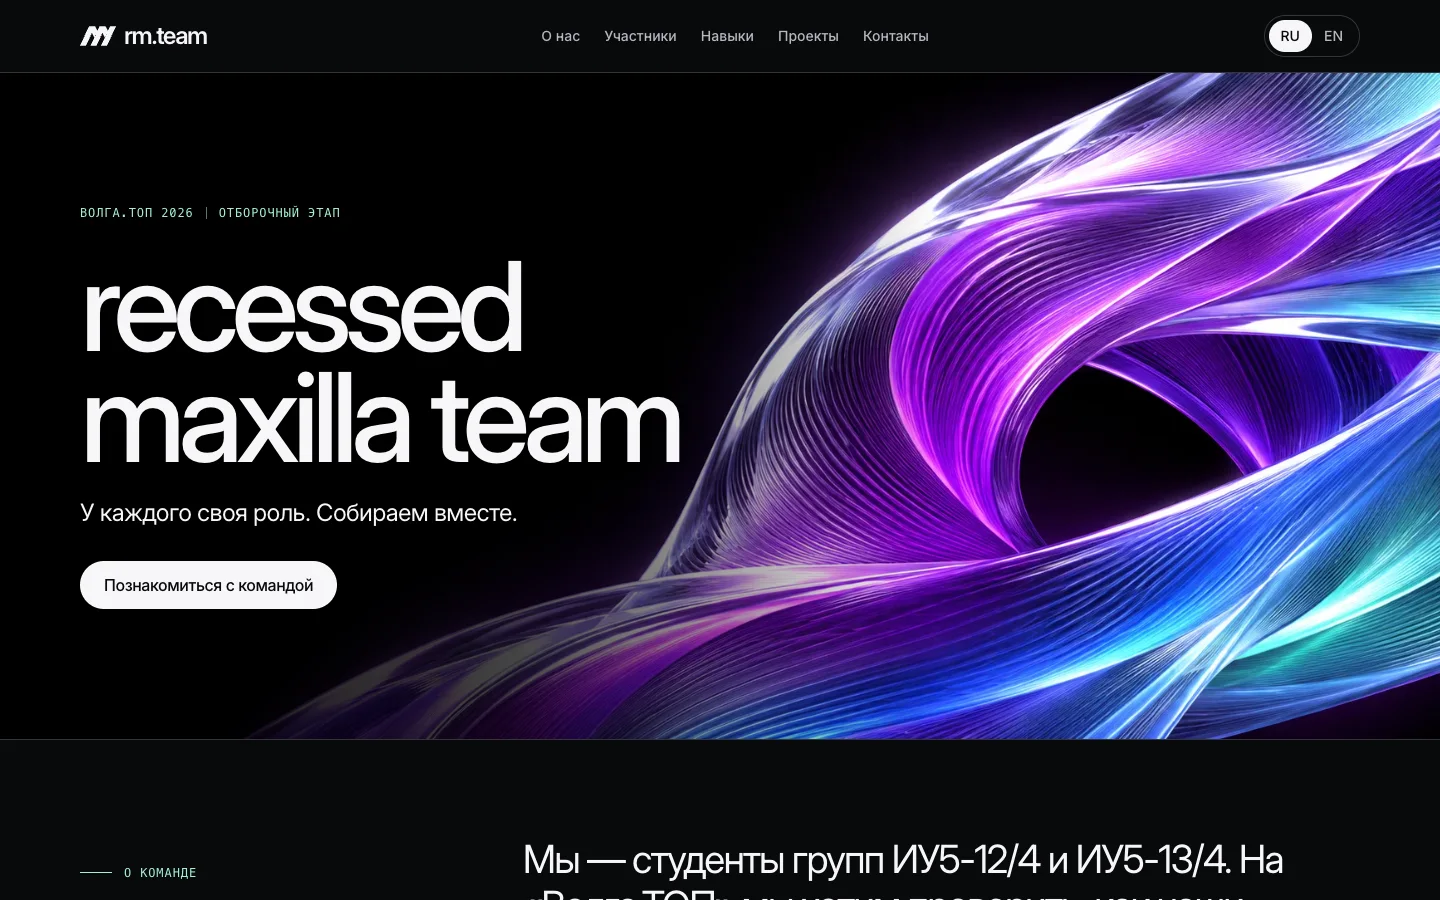 rm.team
О нас
Участники
Навыки
Проекты
Контакты
RU
EN
ВОЛГА.ТОП 2026 | ОТБОРОЧНЫЙ ЭТАП
recessed
maxilla team
У каждого своя роль. Собираем вместе.
Познакомиться с командой
О КОМАНДЕ
Мы — студенты групп ИУ5-12/4 и ИУ5-13/4. На